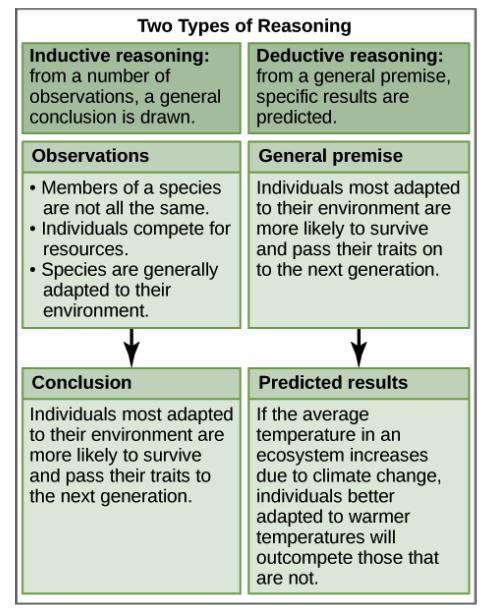 Two Types of Reasoning
Inductive reasoning:
from a number of
observations, a general
conclusion is drawn.
Deductive reasoning:
from a general premise,
specific results are
predicted.
Observations
• Members of a species
are not all the same.
• Individuals compete for
resources.
• Species are generally
adapted to their
environment.
General premise
Individuals most adapted
to their environment are
more likely to survive
and pass their traits on
to the next generation.
Conclusion
Individuals most adapted
to their environment are
more likely to survive
and pass their traits to
the next generation.
Predicted results
If the average
temperature in an
ecosystem increases
due to climate change,
individuals better
adapted to warmer
temperatures will
outcompete those that
are not.